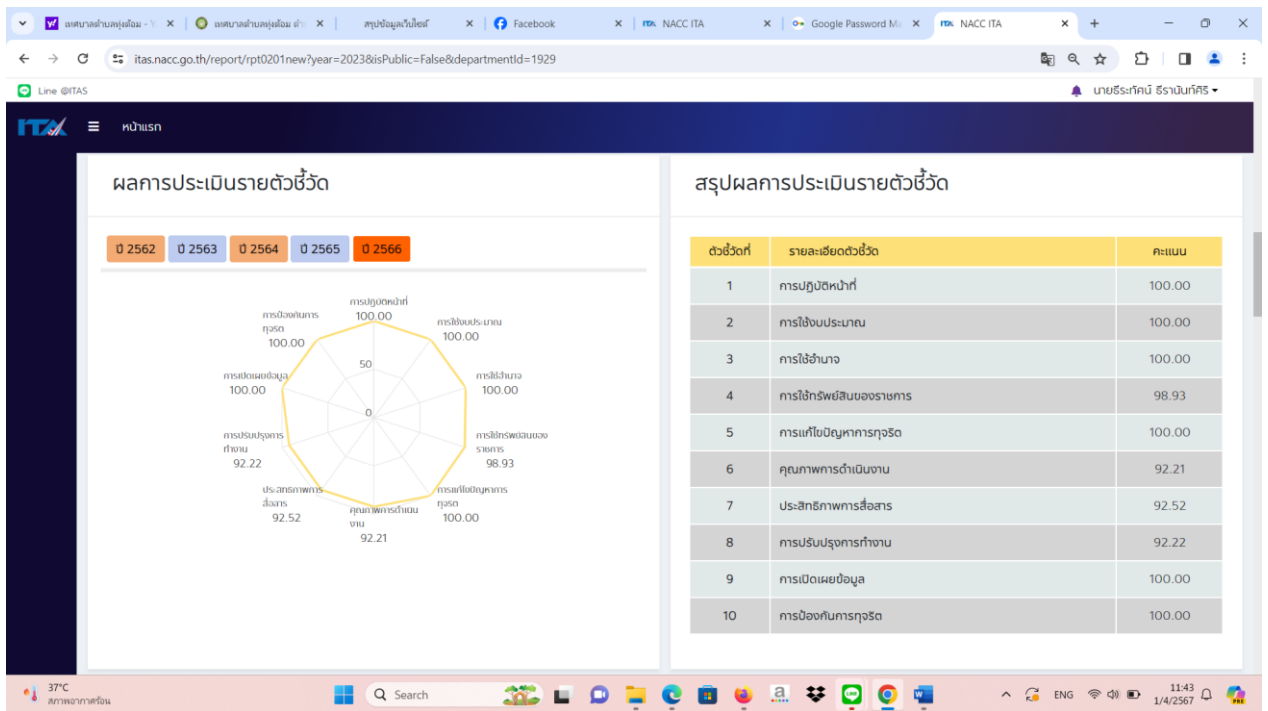 เทศบาลตำบลทุ่งต้อม - Y
เทศบาลตำบลทุ่งต้อม ตำ
สรุปข้อมูลเว็บไซต์
Facebook
NACC ITA
Google Password Ma
NACC ITA
itas.nacc.go.th/report/rpt0201new?year=2023&isPublic=False&departmentId=1929
Line @ITAS
นายธีระทัศน์ ธีรานันท์ศิริ
ITA
หน้าแรก
ผลการประเมินรายตัวชี้วัด
ปี 2562 ปี 2563 ปี 2564 ปี 2565 ปี 2566
การปฏิบัติหน้าที่
100.00
การใช้งบประมาณ
100.00
การใช้อำนาจ
100.00
การใช้ทรัพย์สินของ
ราชการ
98.93
การแก้ไขปัญหาการ
ทุจริต
100.00
คุณภาพการดำเนิน
งาน
92.21
ประสิทธิภาพการ
สื่อสาร
92.52
การปรับปรุงการ
ทำงาน
92.22
การเปิดเผยข้อมูล
100.00
การป้องกันการ
ทุจริต
100.00
50
0
สรุปผลการประเมินรายตัวชี้วัด
ตัวชี้วัดที่ รายละเอียดตัวชี้วัด คะแนน
1 การปฏิบัติหน้าที่ 100.00
2 การใช้งบประมาณ 100.00
3 การใช้อำนาจ 100.00
4 การใช้ทรัพย์สินของราชการ 98.93
5 การแก้ไขปัญหาการทุจริต 100.00
6 คุณภาพการดำเนินงาน 92.21
7 ประสิทธิภาพการสื่อสาร 92.52
8 การปรับปรุงการทำงาน 92.22
9 การเปิดเผยข้อมูล 100.00
10 การป้องกันการทุจริต 100.00
37°C
สภาพอากาศร้อน
Search
ENG
11:43
1/4/2567